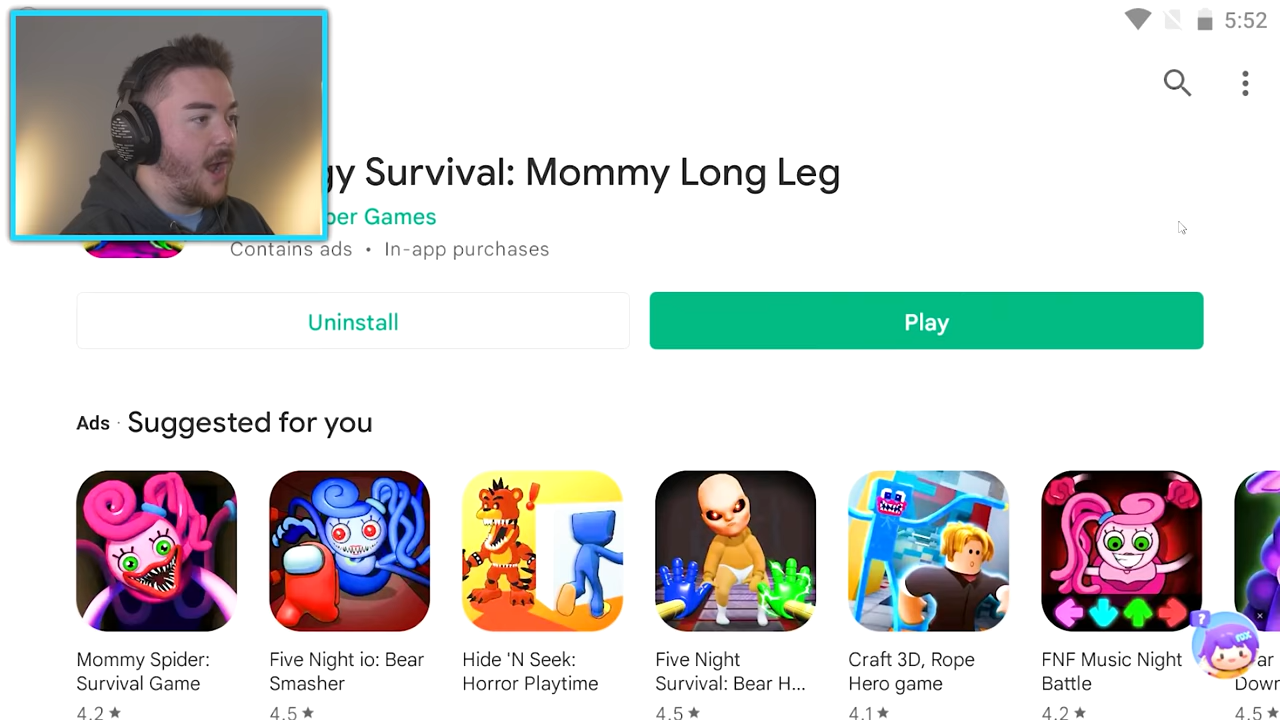 5:52
Survival: Mommy Long Leg
Games
Contains ads • In-app purchases
Uninstall
Play
Ads · Suggested for you
Mommy Spider:
Survival Game
4.2★
Five Night io: Bear
Smasher
4.5★
Hide 'N Seek:
Horror Playtime
Five Night
Survival: Bear H...
4.5★
Craft 3D, Rope
Hero game
4.1★
FNF Music Night
Battle
4.2★
4.5★